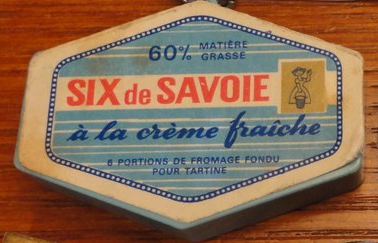 60% MATIÈRE GRASSE
SIX de SAVOIE
à la crème fraîche
6 PORTIONS DE FROMAGE FONDU
POUR TARTINE